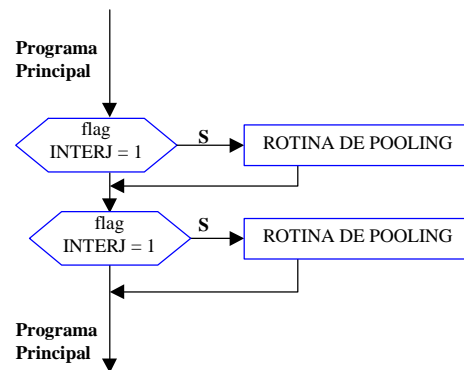 Programa
Principal
flag
INTERJ = 1
S
ROTINA DE POOLING
flag
INTERJ = 1
S
ROTINA DE POOLING
Programa
Principal